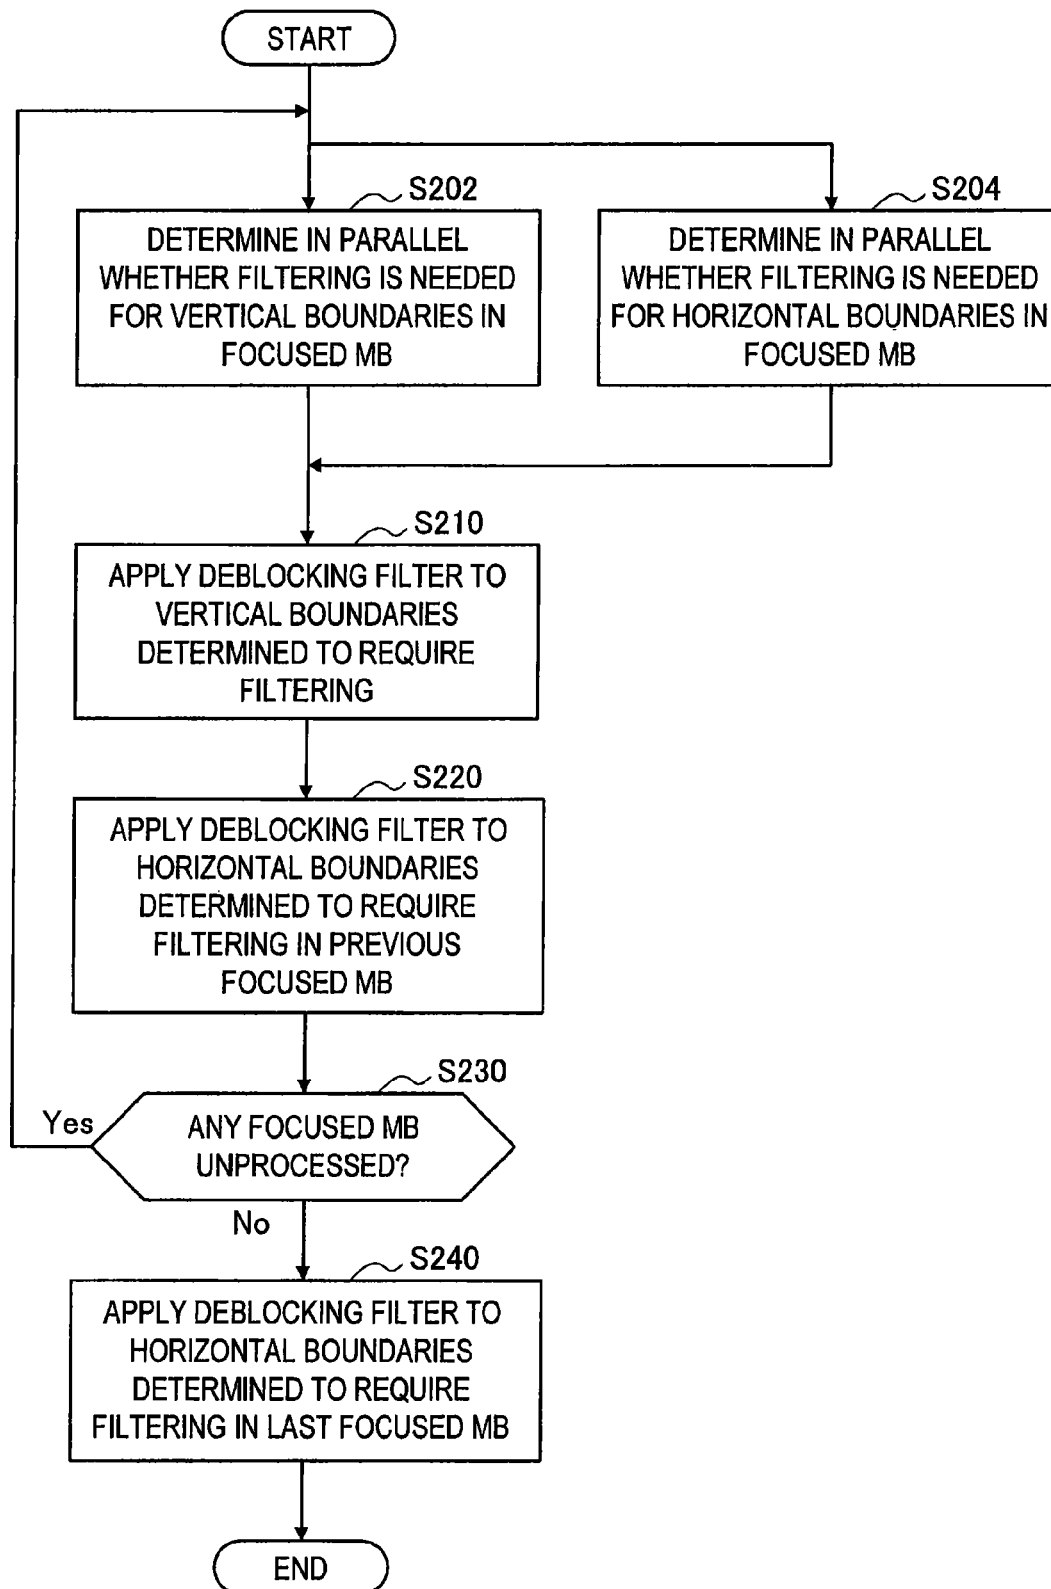 START
S202
DETERMINE IN PARALLEL
WHETHER FILTERING IS NEEDED
FOR VERTICAL BOUNDARIES IN
FOCUSED MB
S204
DETERMINE IN PARALLEL
WHETHER FILTERING IS NEEDED
FOR HORIZONTAL BOUNDARIES IN
FOCUSED MB
S210
APPLY DEBLOCKING FILTER TO
VERTICAL BOUNDARIES
DETERMINED TO REQUIRE
FILTERING
S220
APPLY DEBLOCKING FILTER TO
HORIZONTAL BOUNDARIES
DETERMINED TO REQUIRE
FILTERING IN PREVIOUS
FOCUSED MB
S230
Yes
ANY FOCUSED MB
UNPROCESSED?
No
S240
APPLY DEBLOCKING FILTER TO
HORIZONTAL BOUNDARIES
DETERMINED TO REQUIRE
FILTERING IN LAST FOCUSED MB
END